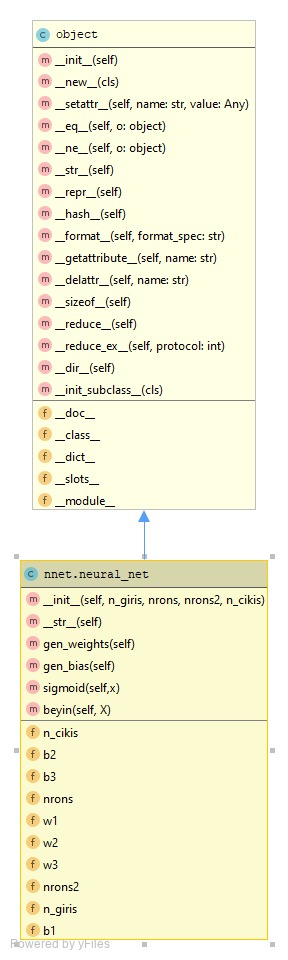 C object
m __init__(self)
m __new__(cls)
m __setattr__(self, name: str, value: Any)
m __eq__(self, o: object)
m __ne__(self, o: object)
m __str__(self)
m __repr__(self)
m __hash__(self)
m __format__(self, format_spec: str)
m __getattribute__(self, name: str)
m __delattr__(self, name: str)
m __sizeof__(self)
m __reduce__(self)
m __reduce_ex__(self, protocol: int)
m __dir__(self)
m __init_subclass__(cls)
f __doc__
f __class__
f __dict__
f __slots__
f __module__
C nnet.neural_net
m __init__(self, n_giris, nrons, nrons2, n_cikis)
m __str__(self)
m gen_weights(self)
m gen_bias(self)
m sigmoid(self,x)
m beyin(self, X)
f n_cikis
f b2
f b3
f nrons
f w1
f w2
f w3
f nrons2
f n_giris
f b1
Powered by yFiles